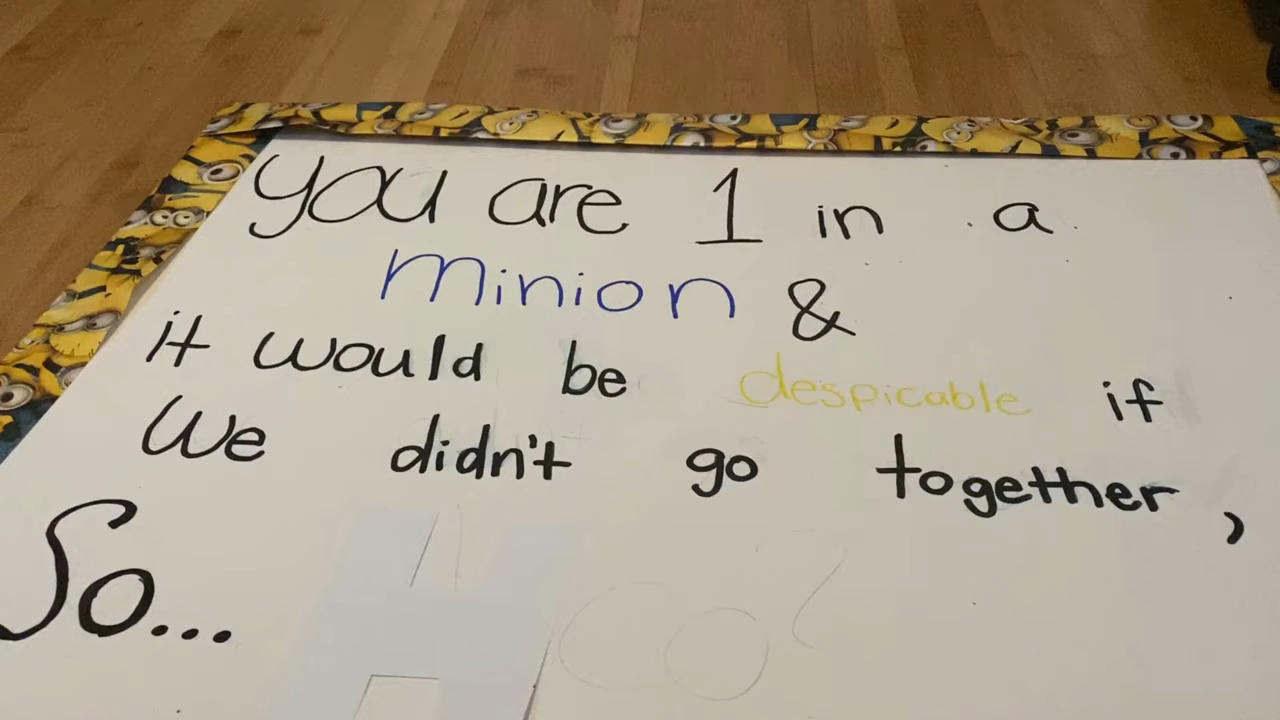 you are 1 in a
minion &
it would be despicable if
We didn't go together,
So...